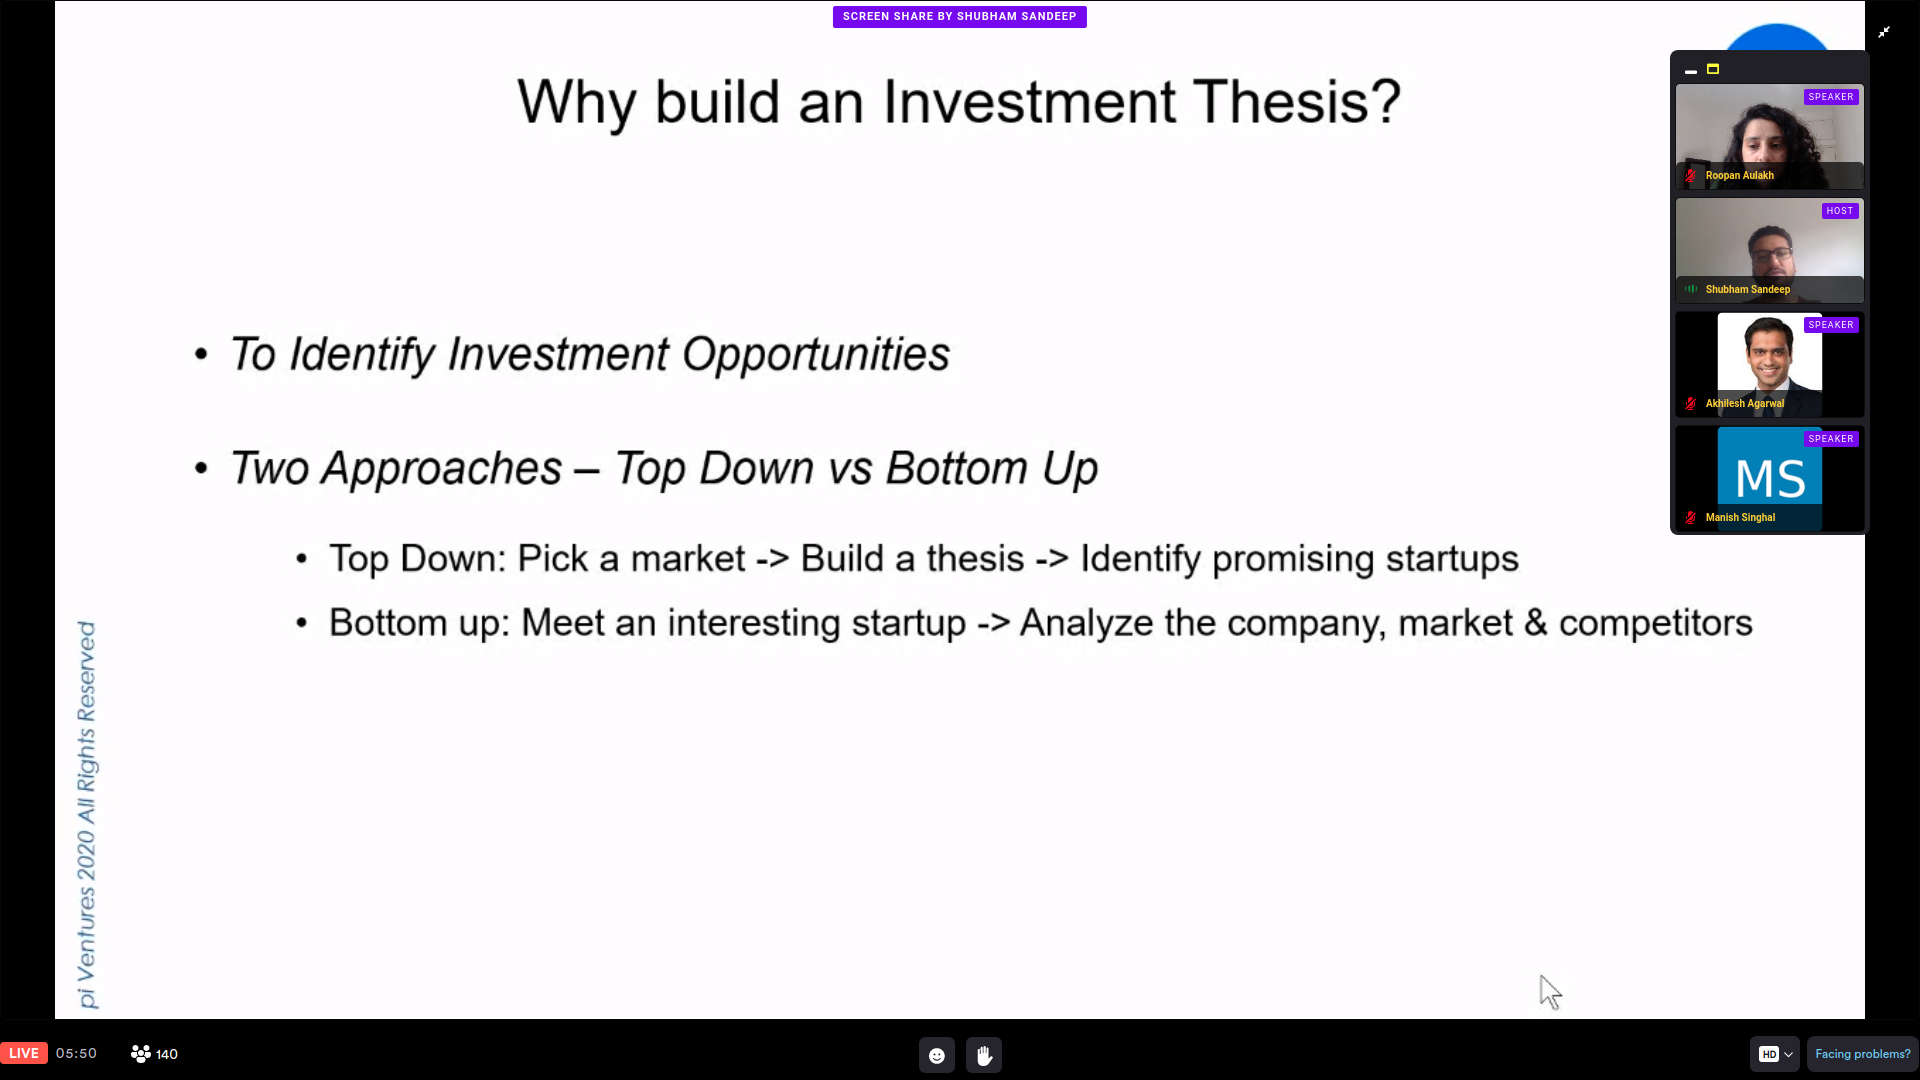 SCREEN SHARE BY SHUBHAM SANDEEP
Why build an Investment Thesis?
• To Identify Investment Opportunities
• Two Approaches – Top Down vs Bottom Up
• Top Down: Pick a market -> Build a thesis -> Identify promising startups
• Bottom up: Meet an interesting startup -> Analyze the company, market & competitors
pi Ventures 2020 All Rights Reserved
SPEAKER
Roopan Aulakh
HOST
Shubham Sandeep
SPEAKER
Akhilesh Agarwal
SPEAKER
MS
Manish Singhal
LIVE
05:50
140
HD
Facing problems?